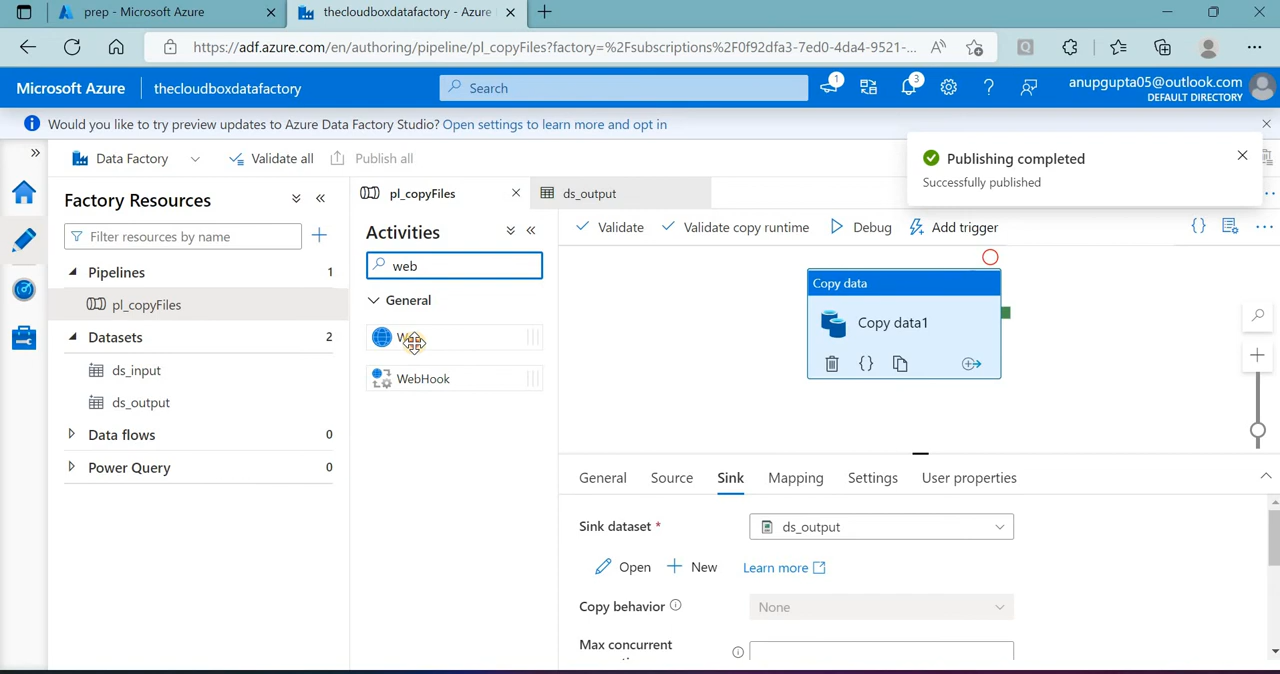 prep - Microsoft Azure
thecloudboxdatafactory - Azure
https://adf.azure.com/en/authoring/pipeline/pl_copyFiles?factory=%2Fsubscriptions%2F0f92dfa3-7ed0-4da4-9521-...
Microsoft Azure
thecloudboxdatafactory
Search
1
3
anupgupta05@outlook.com
DEFAULT DIRECTORY
Would you like to try preview updates to Azure Data Factory Studio? Open settings to learn more and opt in
Data Factory
Validate all
Publish all
Publishing completed
Successfully published
Factory Resources
Filter resources by name
Pipelines 1
pl_copyFiles
Datasets 2
ds_input
ds_output
Data flows 0
Power Query 0
pl_copyFiles
ds_output
Activities
web
General
WebHook
Validate
Validate copy runtime
Debug
Add trigger
Copy data
Copy data1
General
Source
Sink
Mapping
Settings
User properties
Sink dataset *
ds_output
Open
New
Learn more
Copy behavior
None
Max concurrent